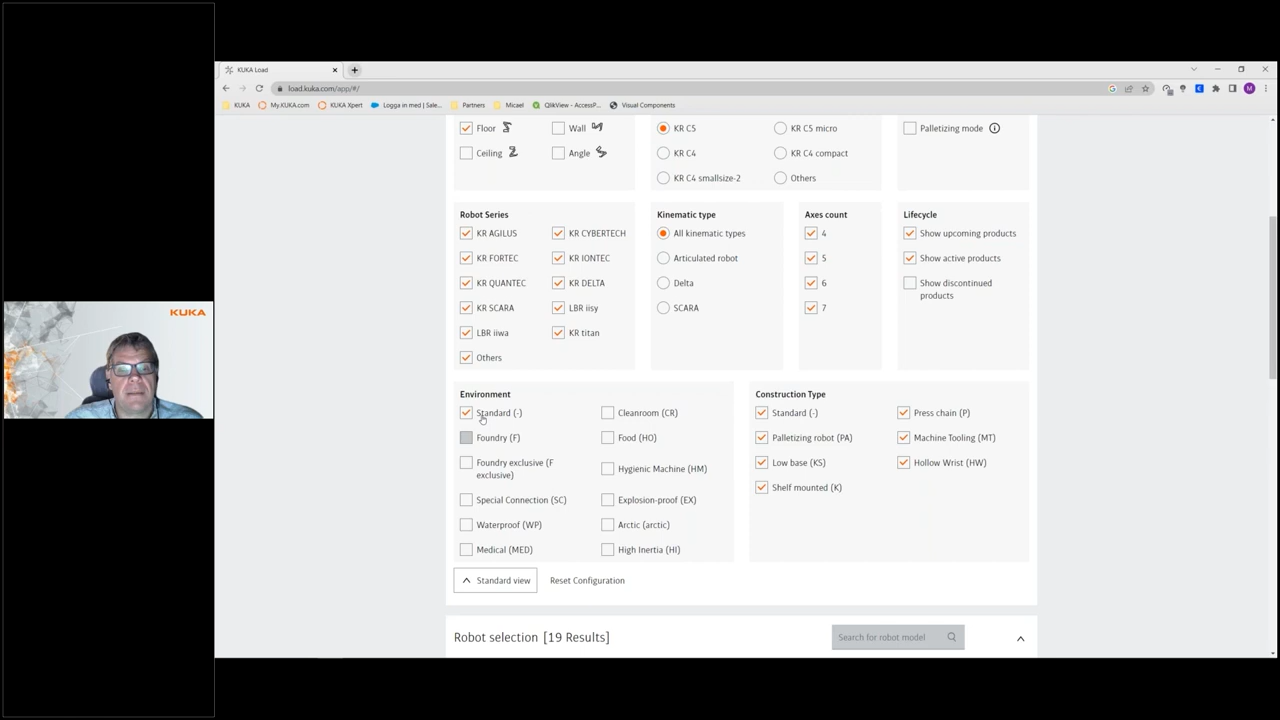 KUKA Load
load.kuka.com/app/#/
KUKA
My.KUKA.com
KUKA Xpert
Logga in med | Sale...
Partners
Micael
QlikView - AccessP...
Visual Components
M
KUKA
Floor
Wall
Ceiling
Angle
KR C5
KR C5 micro
KR C4
KR C4 compact
KR C4 smallsize-2
Others
Palletizing mode
Robot Series
KR AGILUS
KR CYBERTECH
KR FORTEC
KR IONTEC
KR QUANTEC
KR DELTA
KR SCARA
LBR iisy
LBR iiwa
KR titan
Others
Kinematic type
All kinematic types
Articulated robot
Delta
SCARA
Axes count
4
5
6
7
Lifecycle
Show upcoming products
Show active products
Show discontinued
products
Environment
Standard (-)
Cleanroom (CR)
Foundry (F)
Food (HO)
Foundry exclusive (F
exclusive)
Hygienic Machine (HM)
Special Connection (SC)
Explosion-proof (EX)
Waterproof (WP)
Arctic (arctic)
Medical (MED)
High Inertia (HI)
Construction Type
Standard (-)
Press chain (P)
Palletizing robot (PA)
Machine Tooling (MT)
Low base (KS)
Hollow Wrist (HW)
Shelf mounted (K)
Standard view
Reset Configuration
Robot selection [19 Results]
Search for robot model